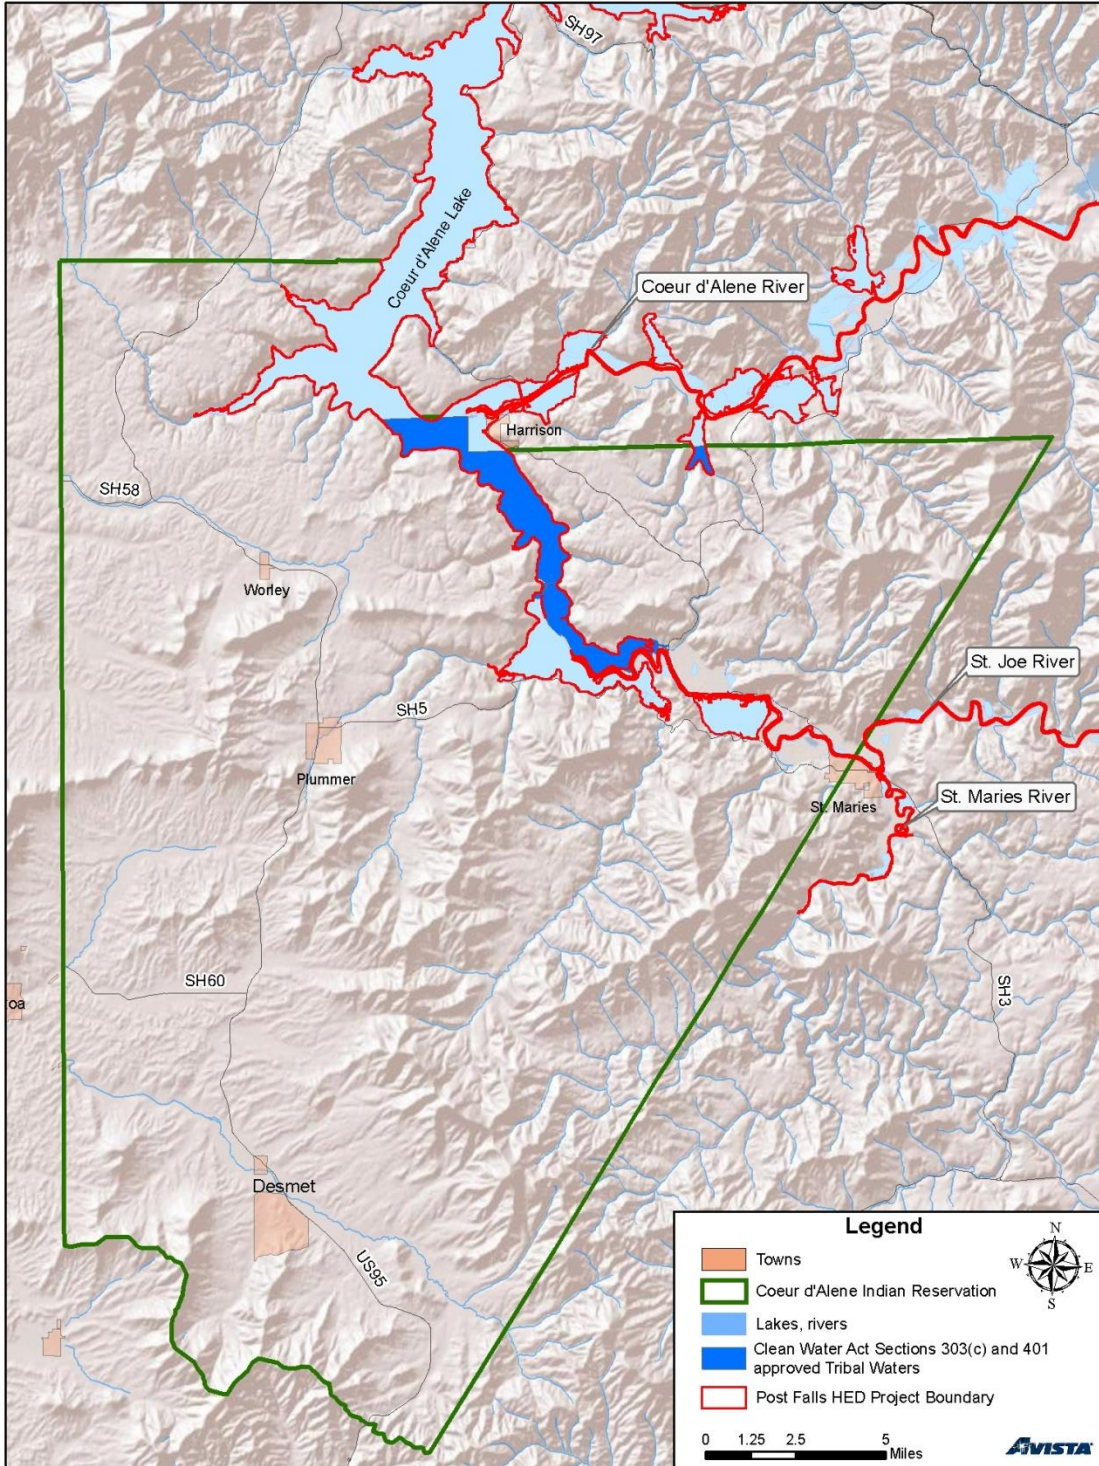 SH97
Coeur d'Alene Lake
Coeur d'Alene River
Harrison
SH58
Worley
St. Joe River
SH5
Plummer
St. Maries
St. Maries River
SH60
oa
SH3
Desmet
US95
Legend
Towns
Coeur d'Alene Indian Reservation
Lakes, rivers
Clean Water Act Sections 303(c) and 401
approved Tribal Waters
Post Falls HED Project Boundary
N
W
E
S
0 1.25 2.5 5
Miles
AVISTA